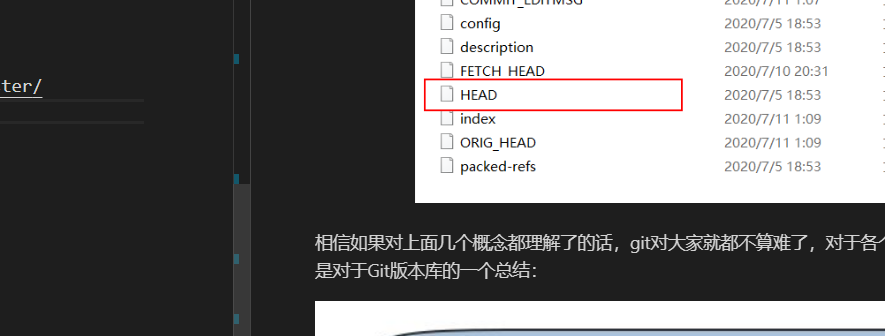 COMMIT_EDITMSG 2020/7/11 1:07
config 2020/7/5 18:53
description 2020/7/5 18:53
FETCH_HEAD 2020/7/10 20:31
ter/
HEAD 2020/7/5 18:53
index 2020/7/11 1:09
ORIG_HEAD 2020/7/11 1:09
packed-refs 2020/7/5 18:53
相信如果对上面几个概念都理解了的话，git对大家就都不算难了，对于各
是对于Git版本库的一个总结：